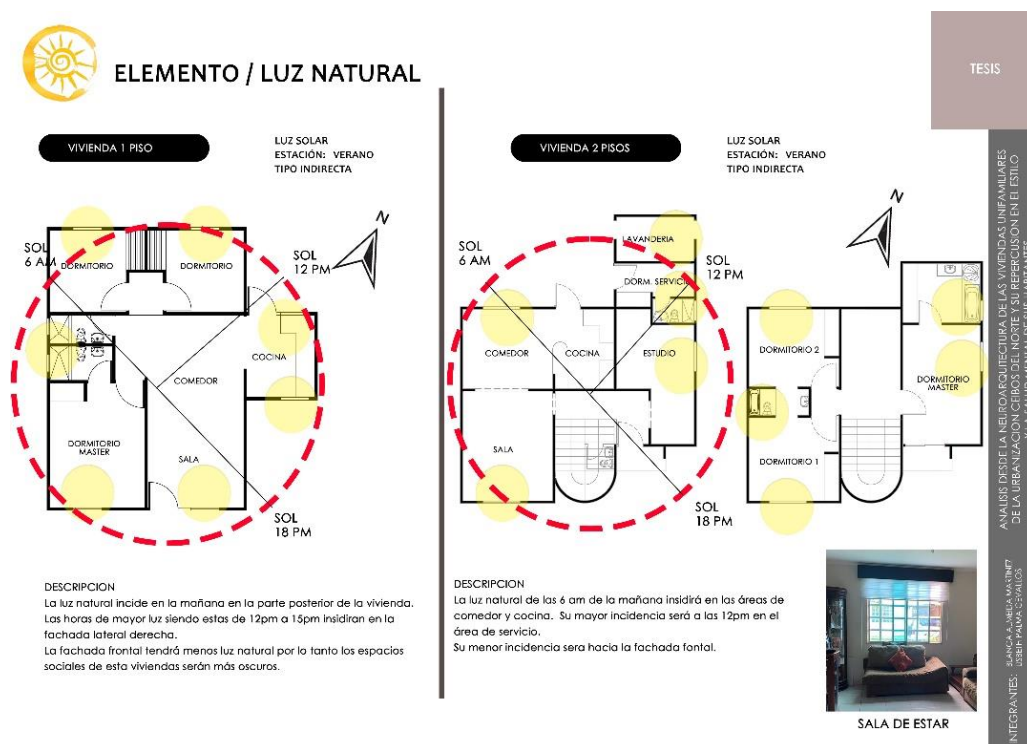 ELEMENTO / LUZ NATURAL
TESIS
VIVIENDA 1 PISO
LUZ SOLAR
ESTACIÓN: VERANO
TIPO INDIRECTA
N
SOL
6 AM
SOL
12 PM
DORMITORIO
DORMITORIO
COCINA
COMEDOR
DORMITORIO
MASTER
SALA
SOL
18 PM
DESCRIPCION
La luz natural incide en la mañana en la parte posterior de la vivienda.
Las horas de mayor luz siendo estas de 12pm a 15pm insidiran en la
fachada lateral derecha.
La fachada frontal tendrá menos luz natural por lo tanto los espacios
sociales de esta viviendas serán más oscuros.
VIVIENDA 2 PISOS
LUZ SOLAR
ESTACIÓN: VERANO
TIPO INDIRECTA
N
SOL
6 AM
SOL
12 PM
LAVANDERIA
DORM. SERVICIO
COMEDOR
COCINA
ESTUDIO
SALA
SOL
18 PM
DORMITORIO 2
DORMITORIO
MASTER
DORMITORIO 1
DESCRIPCION
La luz natural de las 6 am de la mañana insidirá en las áreas de
comedor y cocina. Su mayor incidencia será a las 12pm en el
área de servicio.
Su menor incidencia sera hacia la fachada fontal.
SALA DE ESTAR
ANALISIS DESDE LA NEUROARQUITECTURA DE LAS VIVIENDAS UNIFAMILIARES
DE LA URBANIZACION CEIBOS DEL NORTE Y SU REPERCUSION EN EL ESTILO
INTEGRANTES:
BLANCA ALMEIDA MARTINEZ
PALMA CEVALLOS